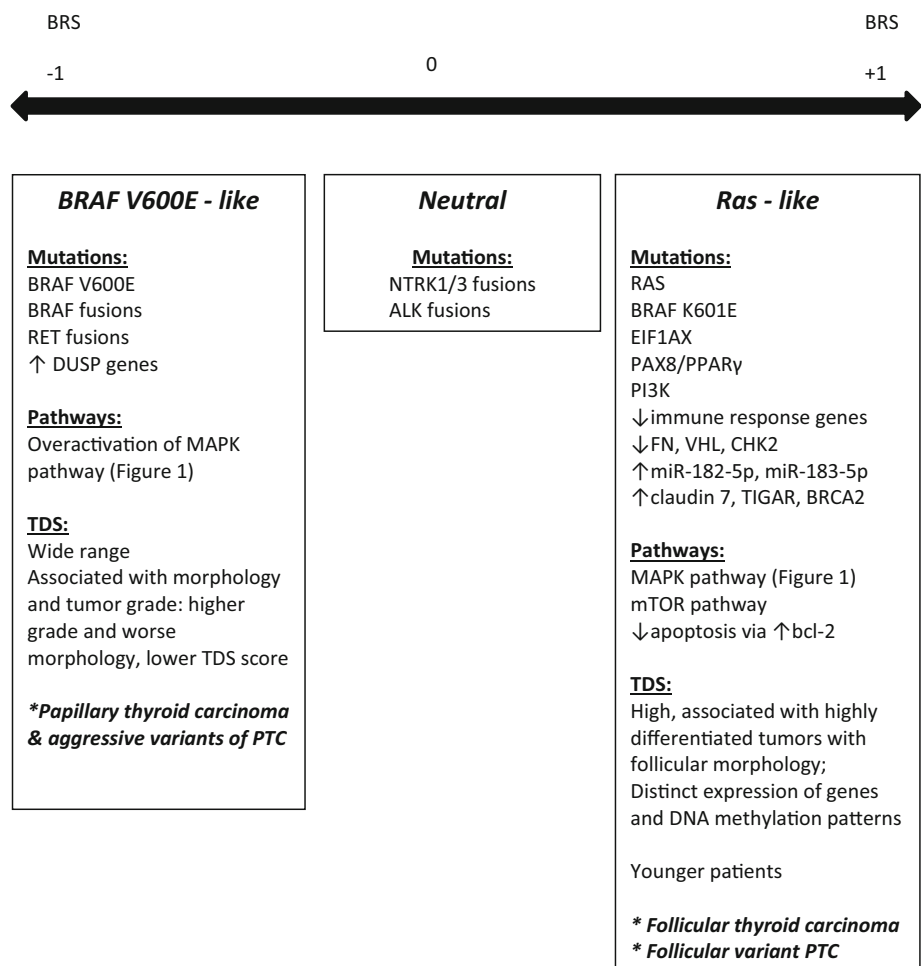 BRS
BRS
-1
0
+1
BRAF V600E - like
Mutations:
BRAF V600E
BRAF fusions
RET fusions
↑ DUSP genes
Pathways:
Overactivation of MAPK
pathway (Figure 1)
TDS:
Wide range
Associated with morphology
and tumor grade: higher
grade and worse
morphology, lower TDS score
*Papillary thyroid carcinoma
& aggressive variants of PTC
Neutral
Mutations:
NTRK1/3 fusions
ALK fusions
Ras - like
Mutations:
RAS
BRAF K601E
EIF1AX
PAX8/PPARγ
PI3K
↓immune response genes
↓FN, VHL, CHK2
↑miR-182-5p, miR-183-5p
↑claudin 7, TIGAR, BRCA2
Pathways:
MAPK pathway (Figure 1)
mTOR pathway
↓apoptosis via ↑bcl-2
TDS:
High, associated with highly
differentiated tumors with
follicular morphology;
Distinct expression of genes
and DNA methylation patterns
Younger patients
* Follicular thyroid carcinoma
* Follicular variant PTC